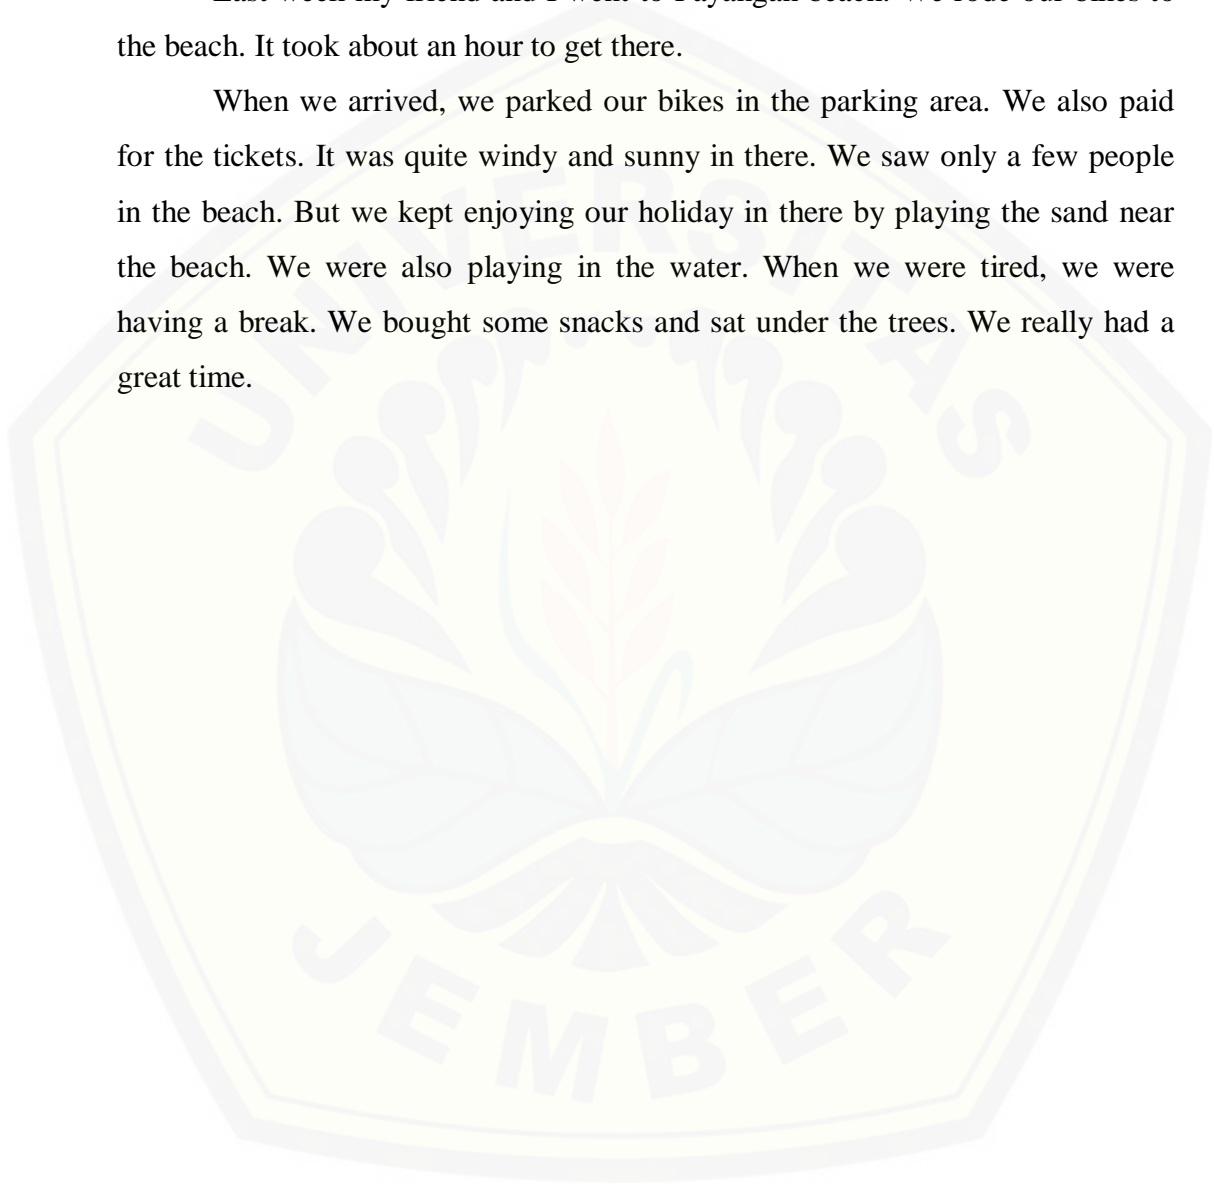 Last week my friend and I went to Payangan beach. We rode our bikes to
the beach. It took about an hour to get there.
When we arrived, we parked our bikes in the parking area. We also paid
for the tickets. It was quite windy and sunny in there. We saw only a few people
in the beach. But we kept enjoying our holiday in there by playing the sand near
the beach. We were also playing in the water. When we were tired, we were
having a break. We bought some snacks and sat under the trees. We really had a
great time.
UNIVERSITAS
JEMBER